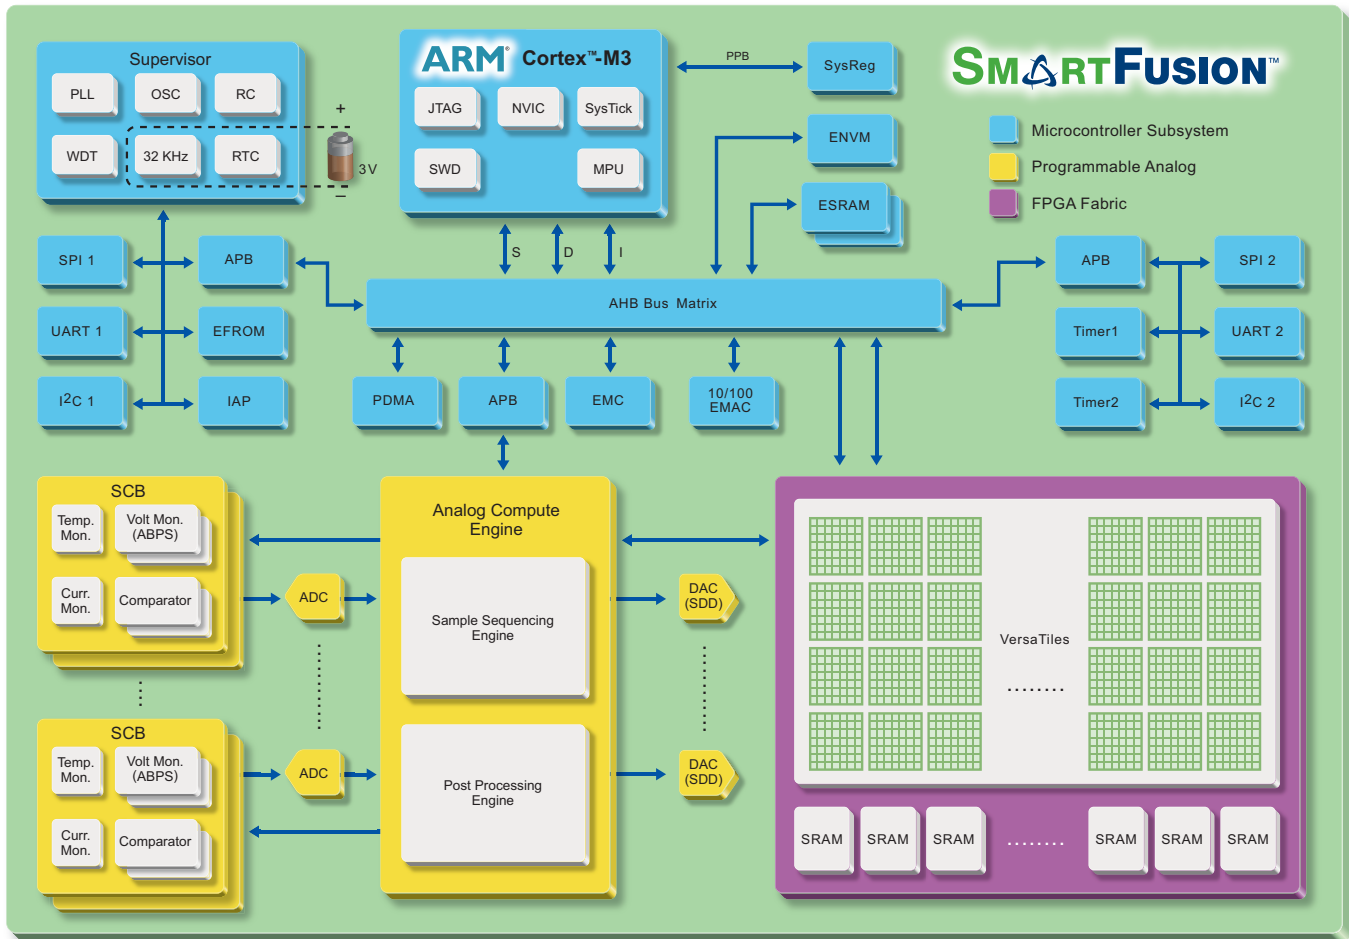 Supervisor
PLL
OSC
RC
WDT
32 KHz
RTC
+
3V
–
ARM® Cortex™-M3
JTAG
NVIC
SysTick
SWD
MPU
PPB
SysReg
ENVM
ESRAM
SMARTFUSION™
Microcontroller Subsystem
Programmable Analog
FPGA Fabric
S
D
I
SPI 1
APB
UART 1
EFROM
I²C 1
IAP
AHB Bus Matrix
PDMA
APB
EMC
10/100
EMAC
APB
SPI 2
Timer1
UART 2
Timer2
I²C 2
SCB
Temp.
Mon.
Volt Mon.
(ABPS)
Curr.
Mon.
Comparator
ADC
SCB
Temp.
Mon.
Volt Mon.
(ABPS)
Curr.
Mon.
Comparator
ADC
Analog Compute
Engine
Sample Sequencing
Engine
Post Processing
Engine
DAC
(SDD)
DAC
(SDD)
VersaTiles
........
SRAM
SRAM
SRAM
........
SRAM
SRAM
SRAM